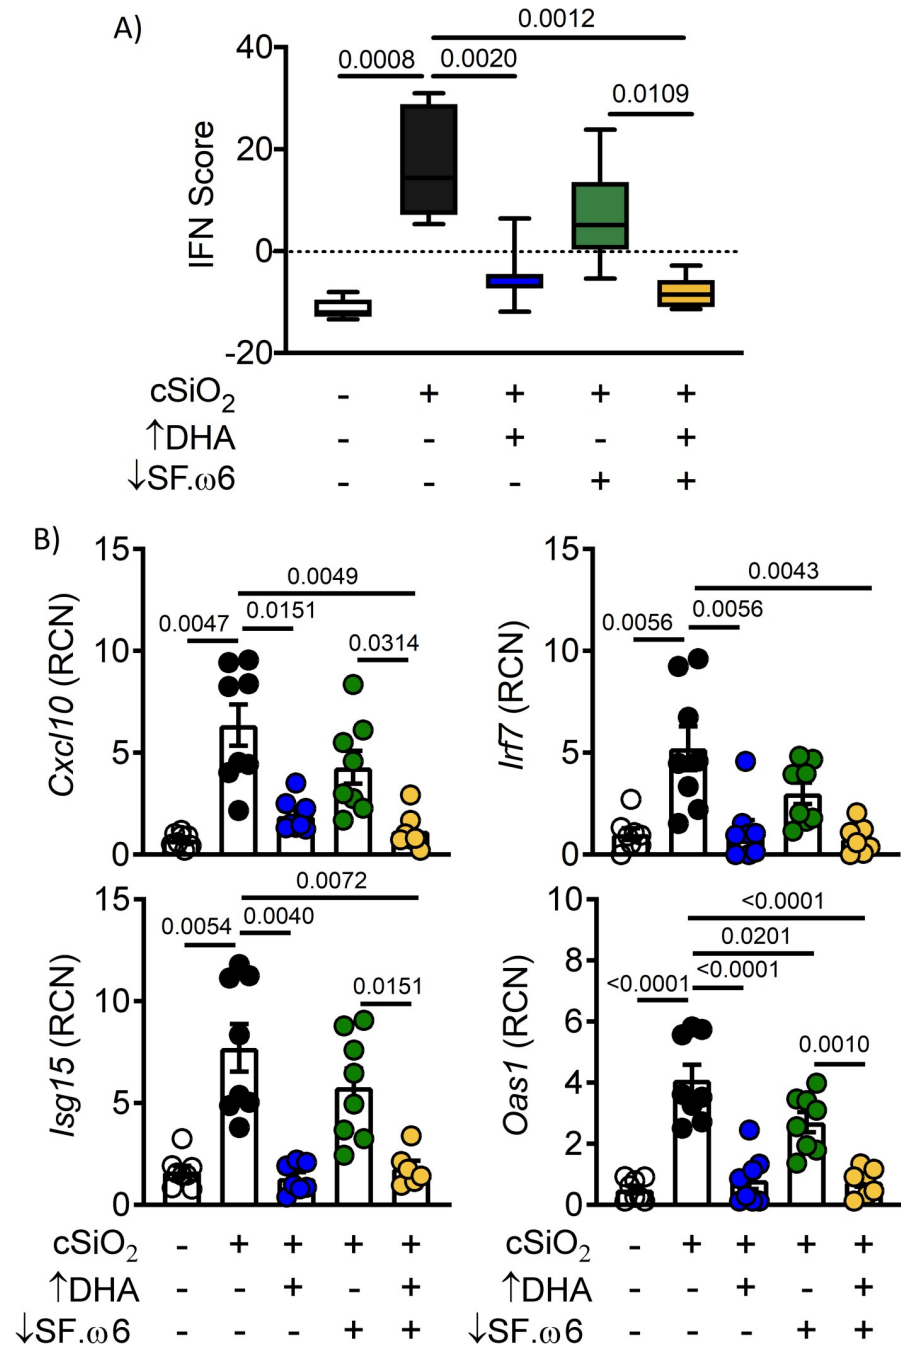 A)
0.0012
0.0008 0.0020
0.0109
IFN Score
40
20
0
-20
cSiO2 - + + + +
↑DHA - - + - +
↓SF.ω6 - - - + +
B)
Cxcl10 (RCN)
15
10
5
0
0.0049
0.0047 0.0151
0.0314
Irf7 (RCN)
15
10
5
0
0.0043
0.0056 0.0056
Isg15 (RCN)
15
10
5
0
0.0072
0.0054 0.0040
0.0151
Oas1 (RCN)
10
8
6
4
2
0
<0.0001
0.0201
<0.0001 <0.0001
0.0010
cSiO2 - + + + + cSiO2 - + + + +
↑DHA - - + - + ↑DHA - - + - +
↓SF.ω6 - - - + + ↓SF.ω6 - - - + +